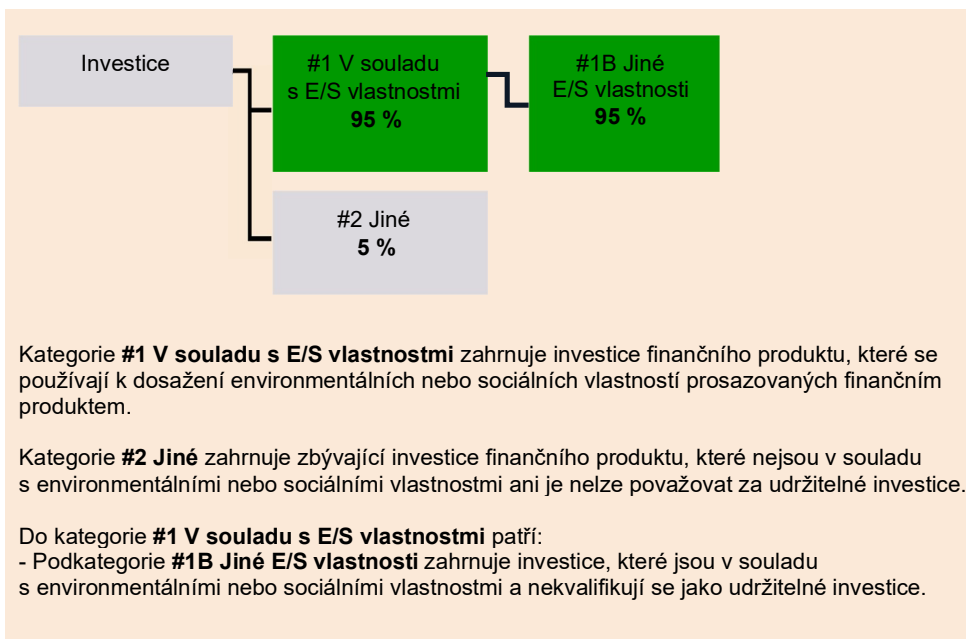 Investice
#1 V souladu
s E/S vlastnostmi
95 %
#1B Jiné
E/S vlastnosti
95 %
#2 Jiné
5 %
Kategorie #1 V souladu s E/S vlastnostmi zahrnuje investice finančního produktu, které se
používají k dosažení environmentálních nebo sociálních vlastností prosazovaných finančním
produktem.
Kategorie #2 Jiné zahrnuje zbývající investice finančního produktu, které nejsou v souladu
s environmentálními nebo sociálními vlastnostmi ani je nelze považovat za udržitelné investice.
Do kategorie #1 V souladu s E/S vlastnostmi patří:
- Podkategorie #1B Jiné E/S vlastnosti zahrnuje investice, které jsou v souladu
s environmentálními nebo sociálními vlastnostmi a nekvalifikují se jako udržitelné investice.